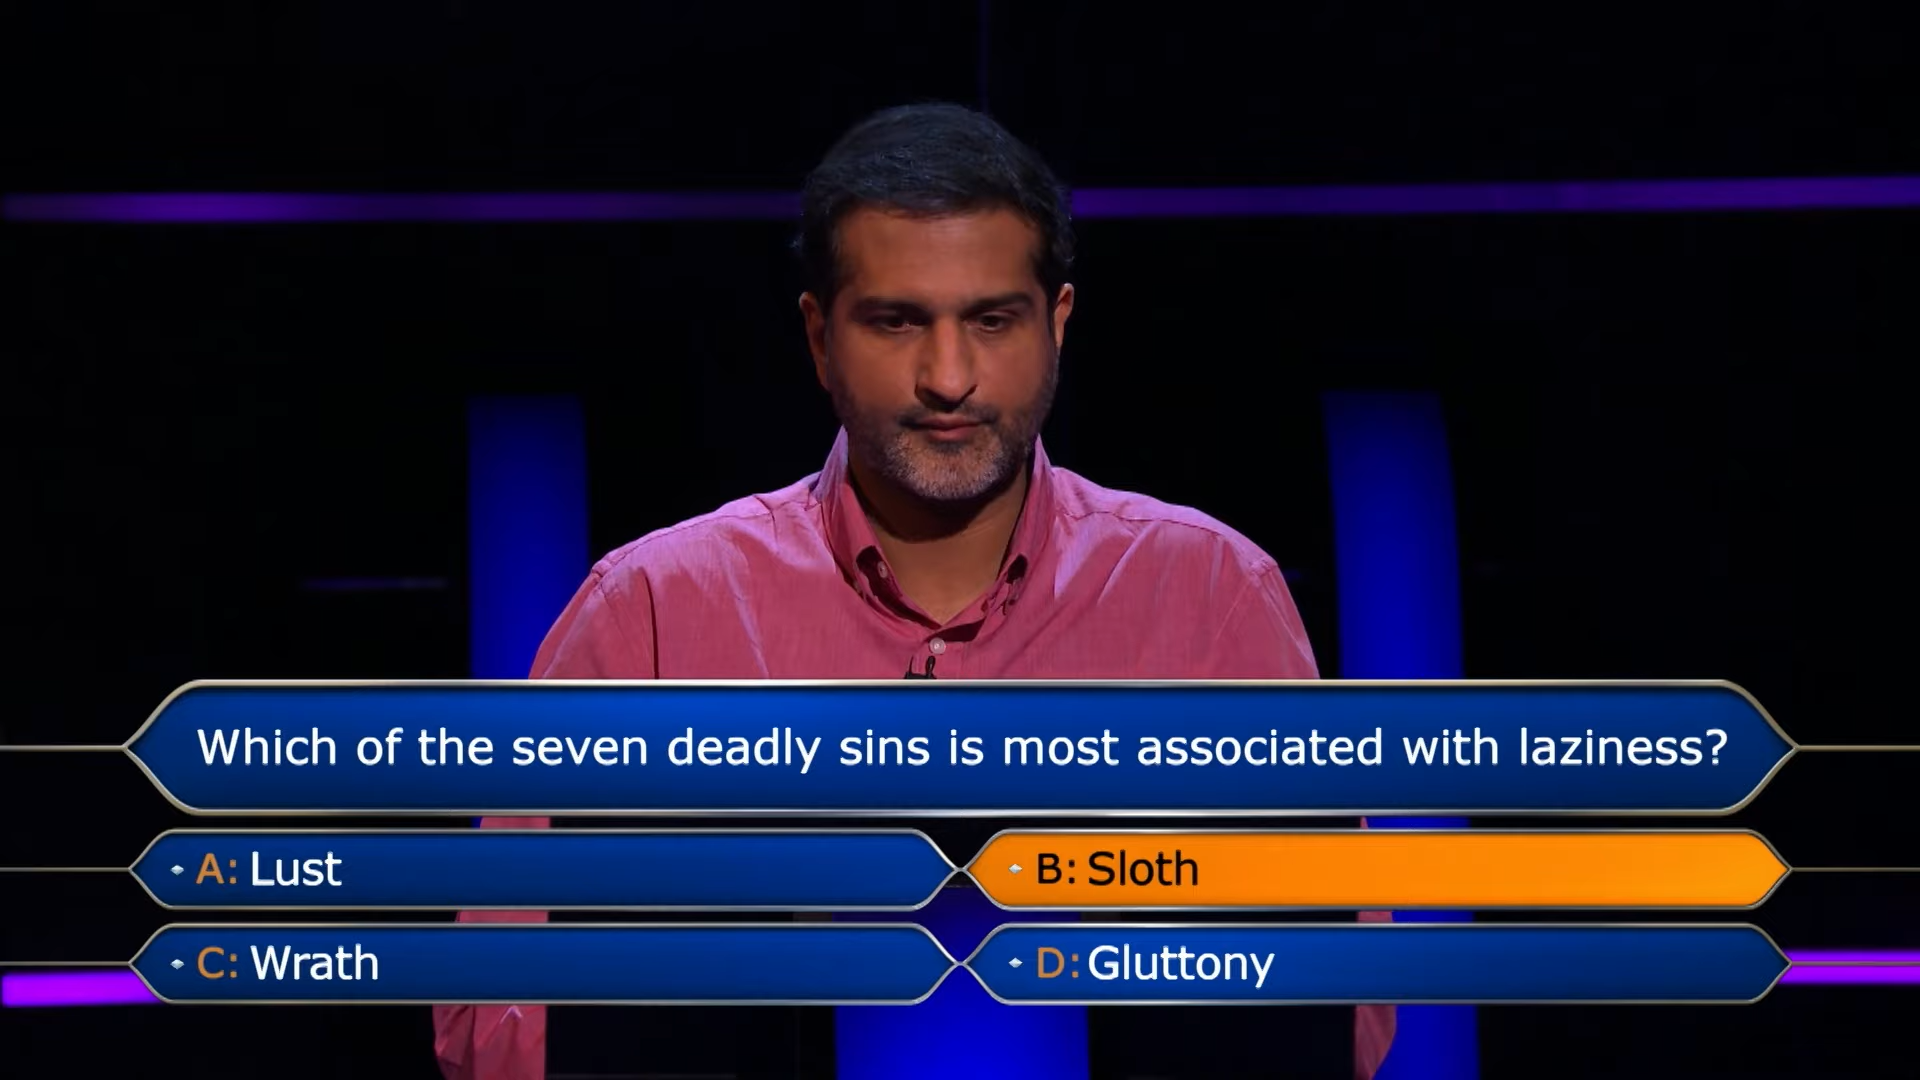 Which of the seven deadly sins is most associated with laziness?
A: Lust
B: Sloth
C: Wrath
D: Gluttony